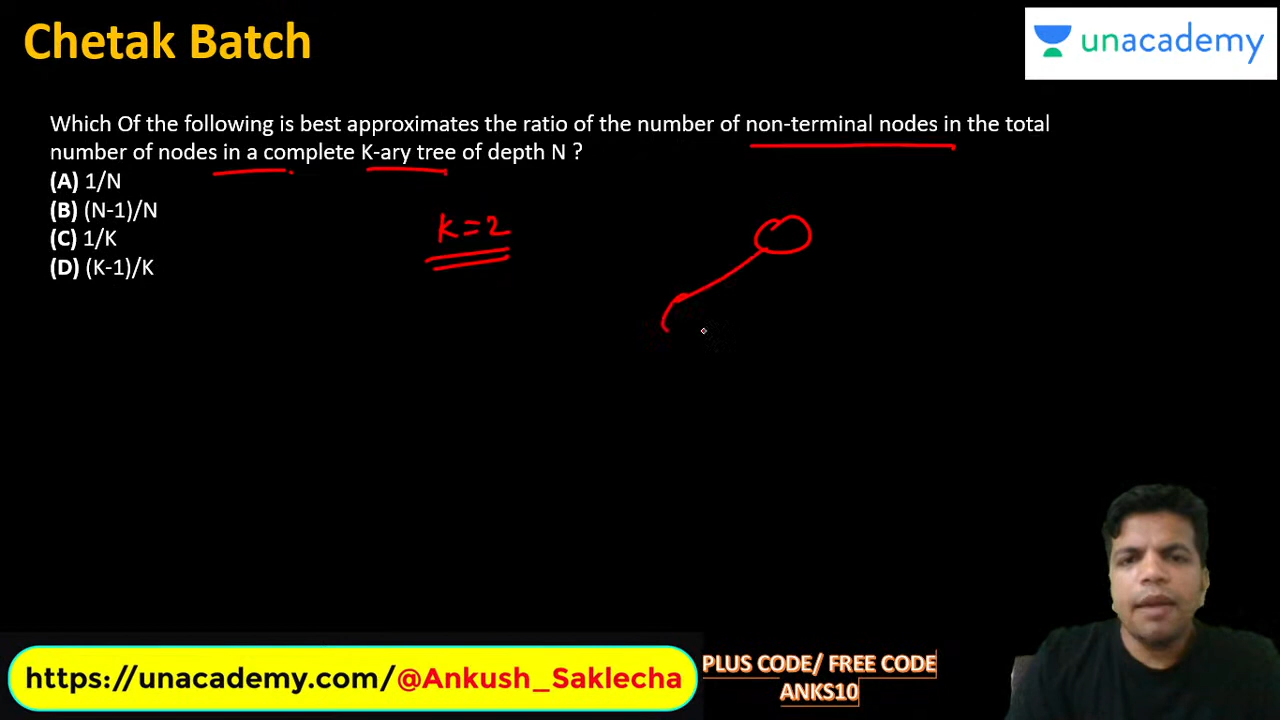 Chetak Batch
unacademy
Which Of the following is best approximates the ratio of the number of non-terminal nodes in the total
number of nodes in a complete K-ary tree of depth N ?
(A) 1/N
(B) (N-1)/N
(C) 1/K
(D) (K-1)/K
K=2
https://unacademy.com/@Ankush_Saklecha
PLUS CODE/ FREE CODE
ANKS10